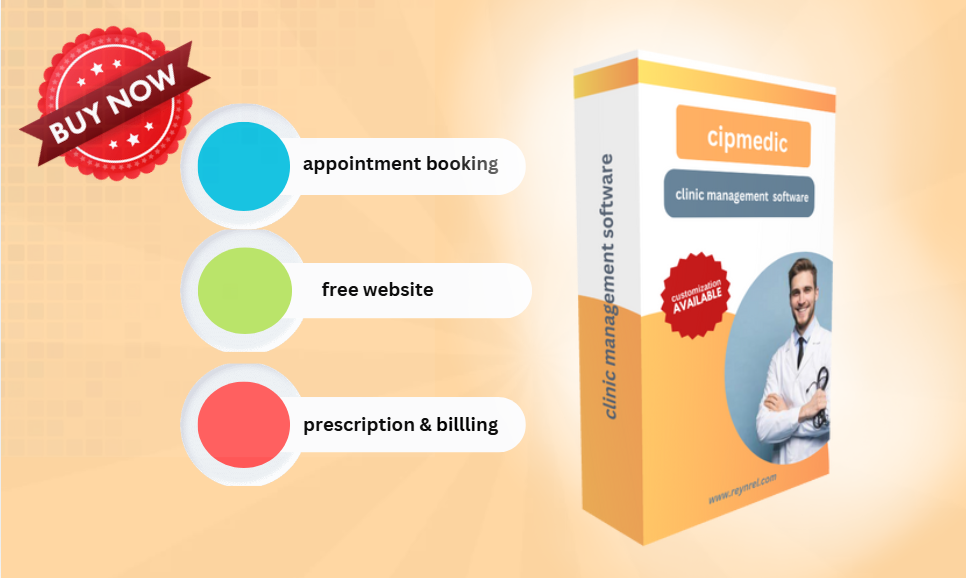 BUY NOW
appointment booking
free website
prescription & billling
clinic management software
cipmedic
clinic management software
customization
AVAILABLE
www.reynrel.com